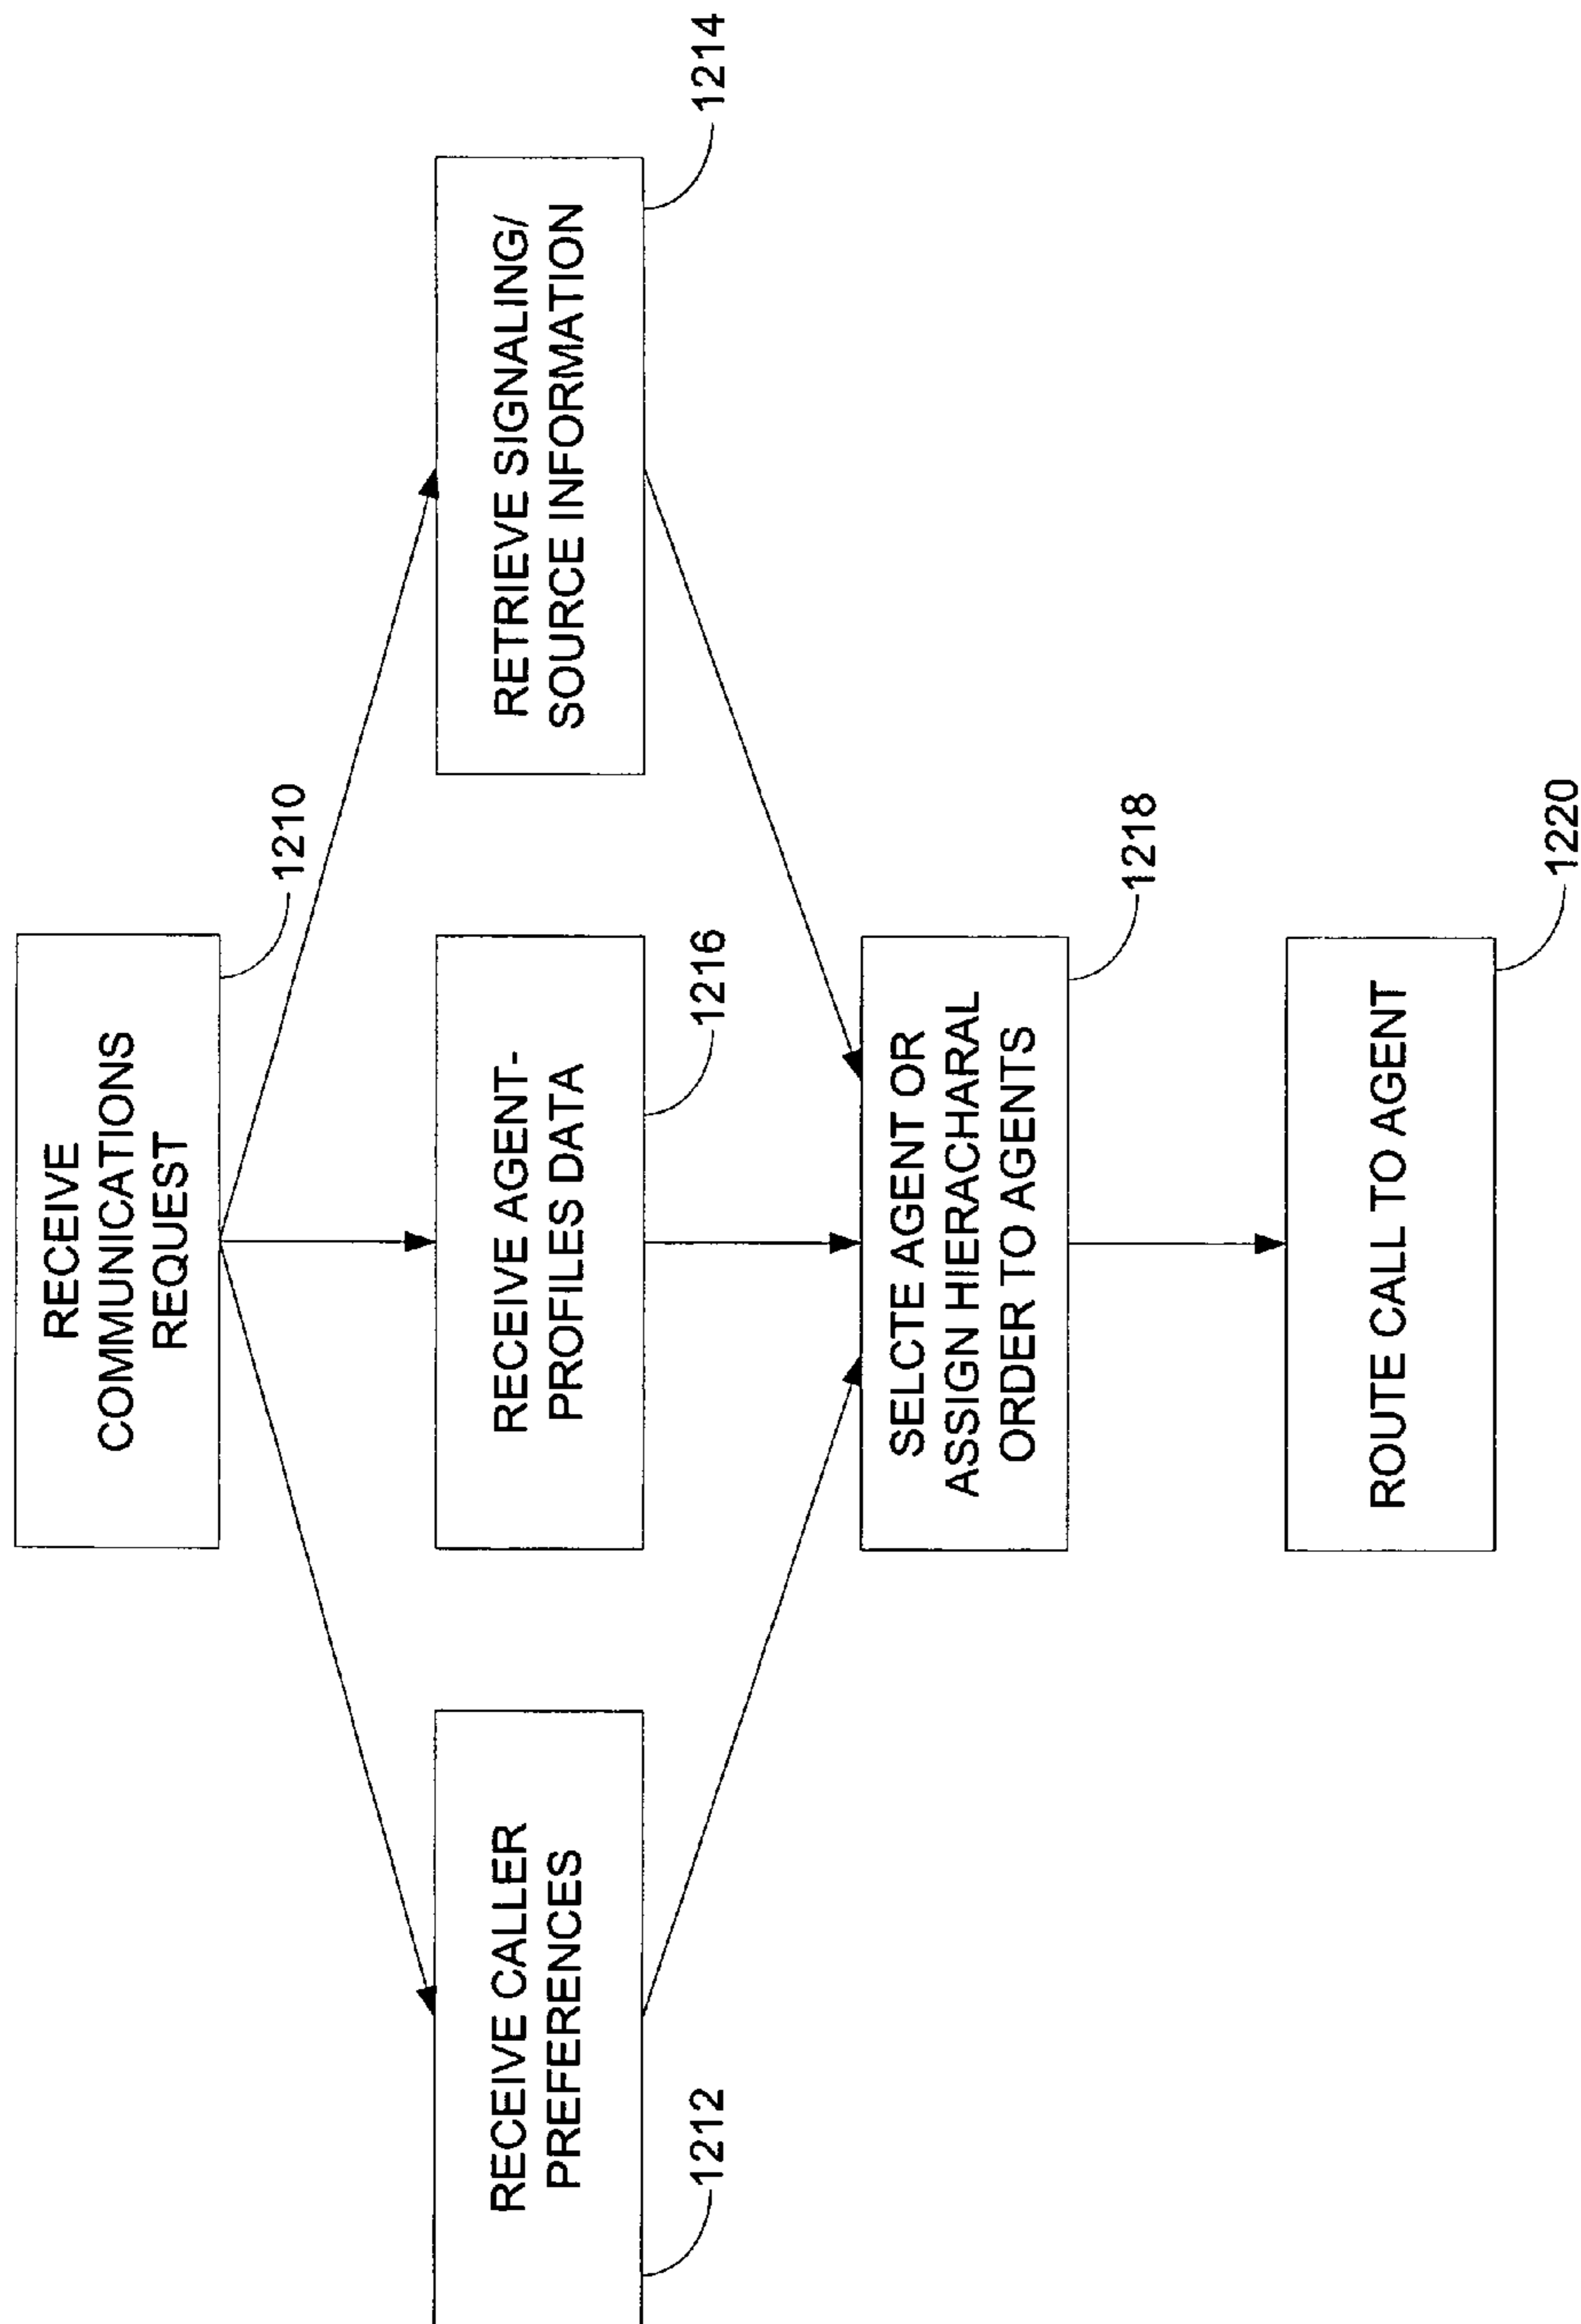 RECEIVE
COMMUNICATIONS
REQUEST
1210
RECEIVE CALLER
PREFERENCES
1212
RECEIVE AGENT-
PROFILES DATA
1216
RETRIEVE SIGNALING/
SOURCE INFORMATION
1214
SELCTE AGENT OR
ASSIGN HIERACHARAL
ORDER TO AGENTS
1218
ROUTE CALL TO AGENT
1220